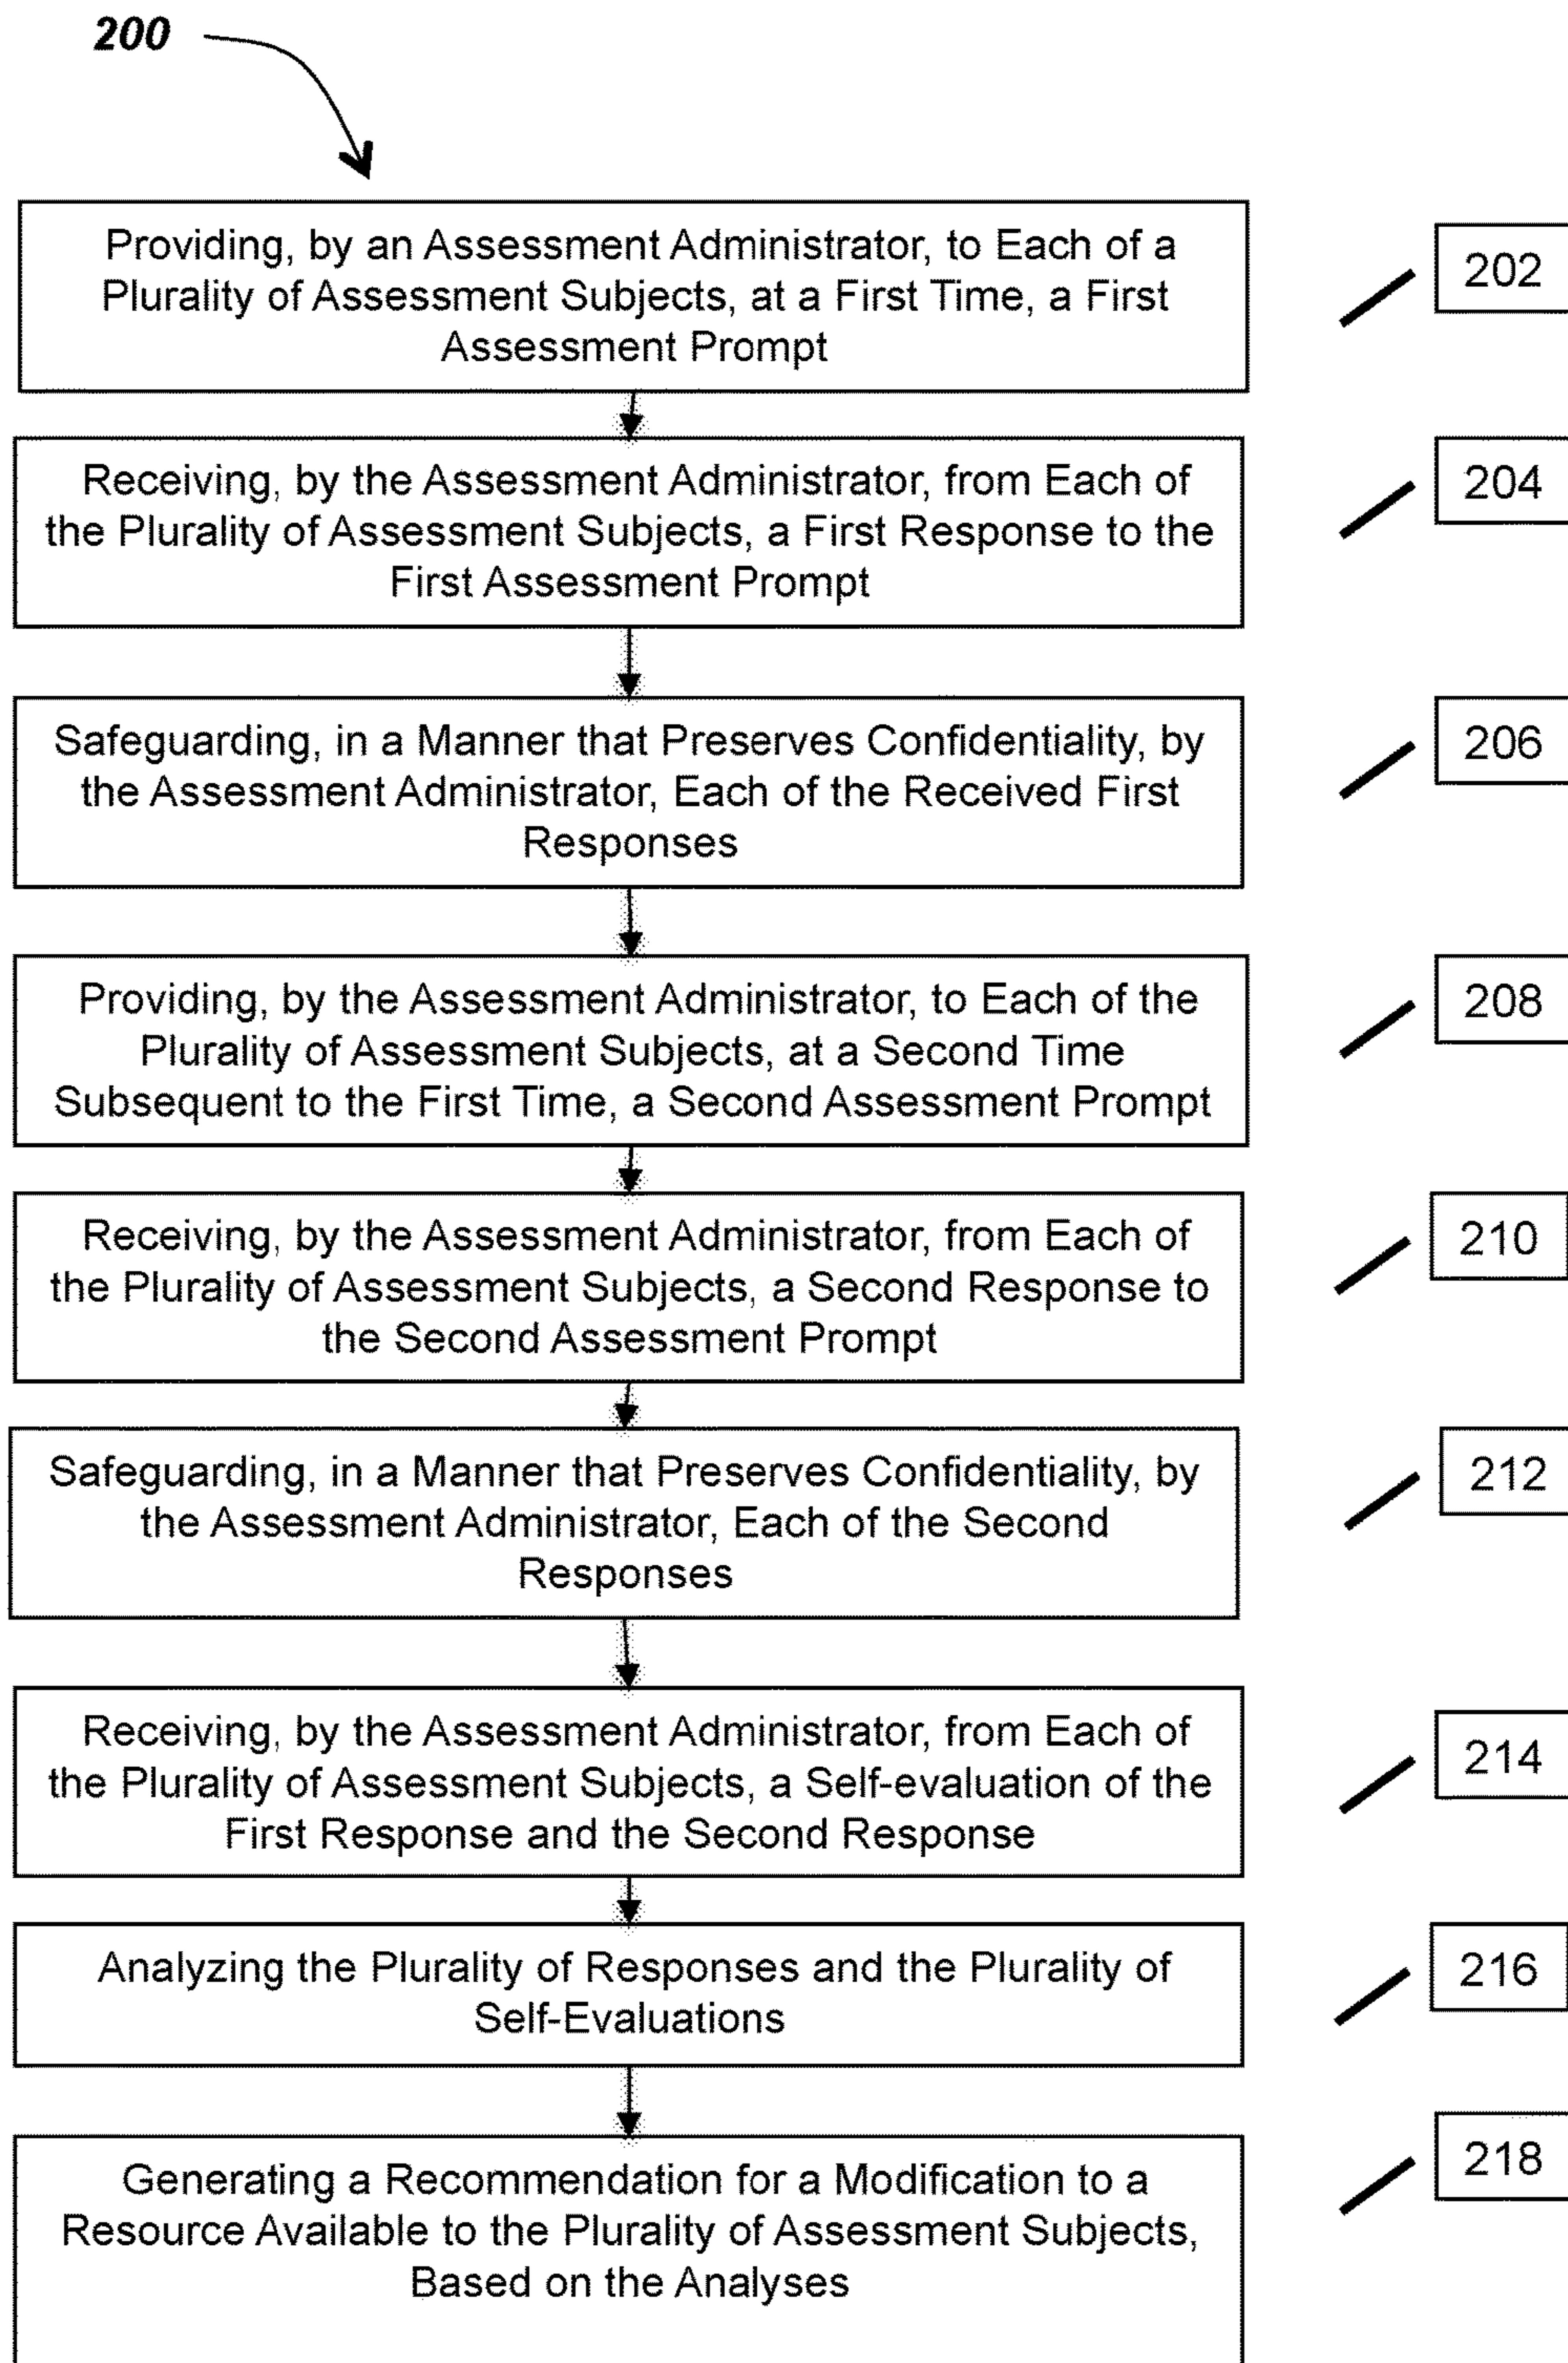 200
Providing, by an Assessment Administrator, to Each of a
Plurality of Assessment Subjects, at a First Time, a First
Assessment Prompt
202
Receiving, by the Assessment Administrator, from Each of
the Plurality of Assessment Subjects, a First Response to the
First Assessment Prompt
204
Safeguarding, in a Manner that Preserves Confidentiality, by
the Assessment Administrator, Each of the Received First
Responses
206
Providing, by the Assessment Administrator, to Each of the
Plurality of Assessment Subjects, at a Second Time
Subsequent to the First Time, a Second Assessment Prompt
208
Receiving, by the Assessment Administrator, from Each of
the Plurality of Assessment Subjects, a Second Response to
the Second Assessment Prompt
210
Safeguarding, in a Manner that Preserves Confidentiality, by
the Assessment Administrator, Each of the Second
Responses
212
Receiving, by the Assessment Administrator, from Each of
the Plurality of Assessment Subjects, a Self-evaluation of the
First Response and the Second Response
214
Analyzing the Plurality of Responses and the Plurality of
Self-Evaluations
216
Generating a Recommendation for a Modification to a
Resource Available to the Plurality of Assessment Subjects,
Based on the Analyses
218